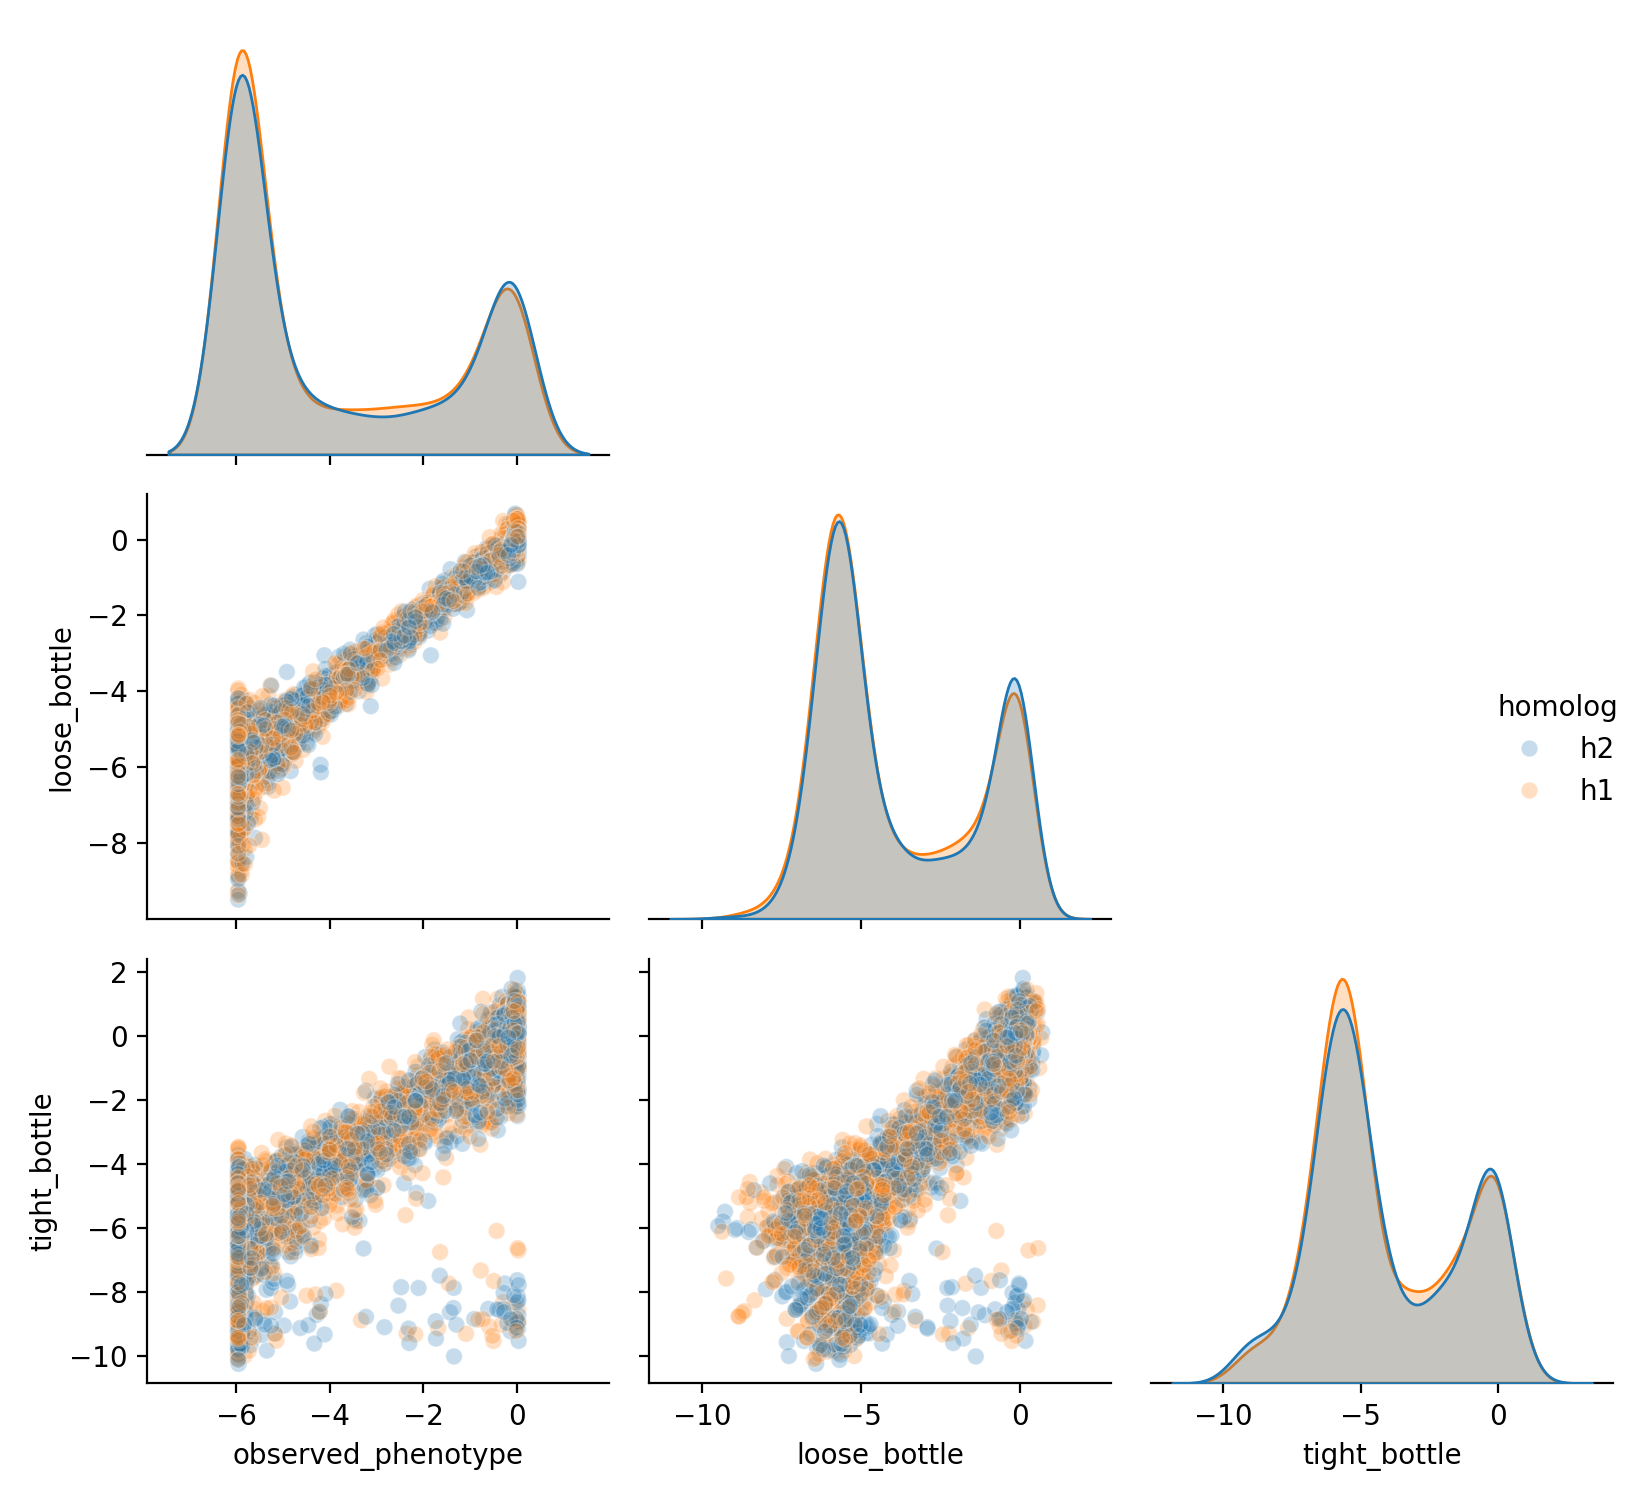 0
−2
−4
−6
−8
loose_bottle
homolog
h2
h1
2
0
−2
−4
−6
−8
−10
tight_bottle
−6 −4 −2 0
observed_phenotype
−10 −5 0
loose_bottle
−10 −5 0
tight_bottle